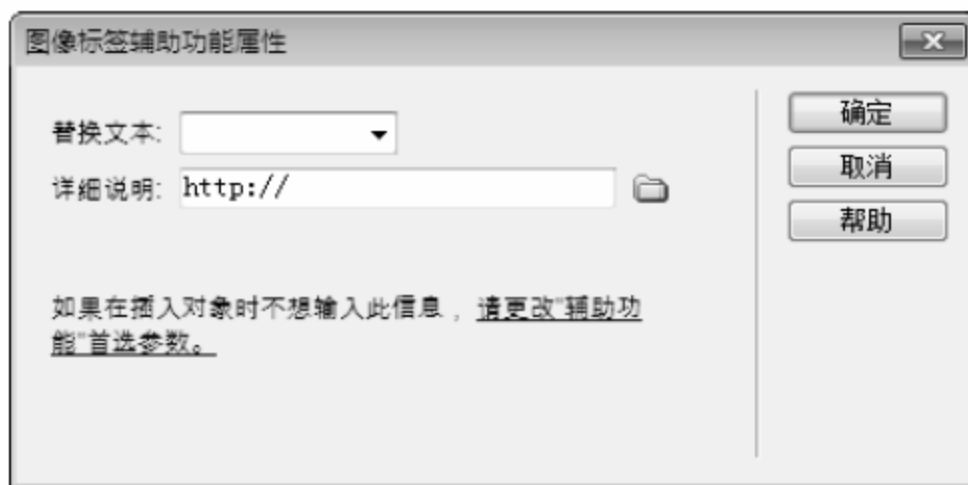 图像标签辅助功能属性
替换文本:
详细说明: http://
确定
取消
帮助
如果在插入对象时不想输入此信息，请更改"辅助功
能"首选参数。